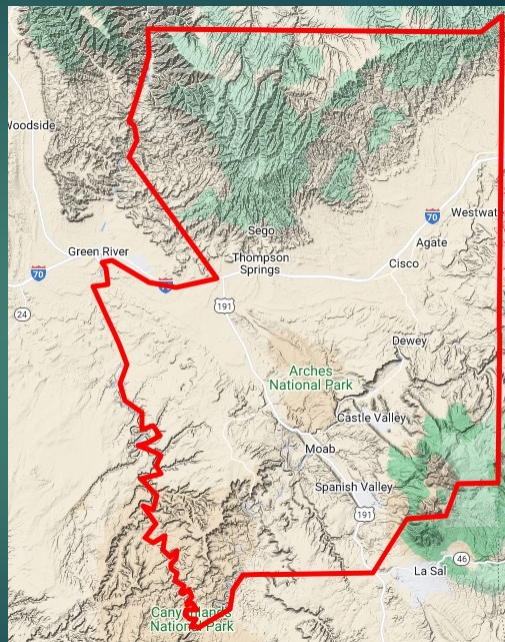 Woodside
Sego
70
Westwat
Agate
Green River
Thompson
Springs
Cisco
70
24
191
Dewey
Arches
National Park
Castle Valley
Moab
Spanish Valley
191
46
La Sal
Canyonlands
National Park